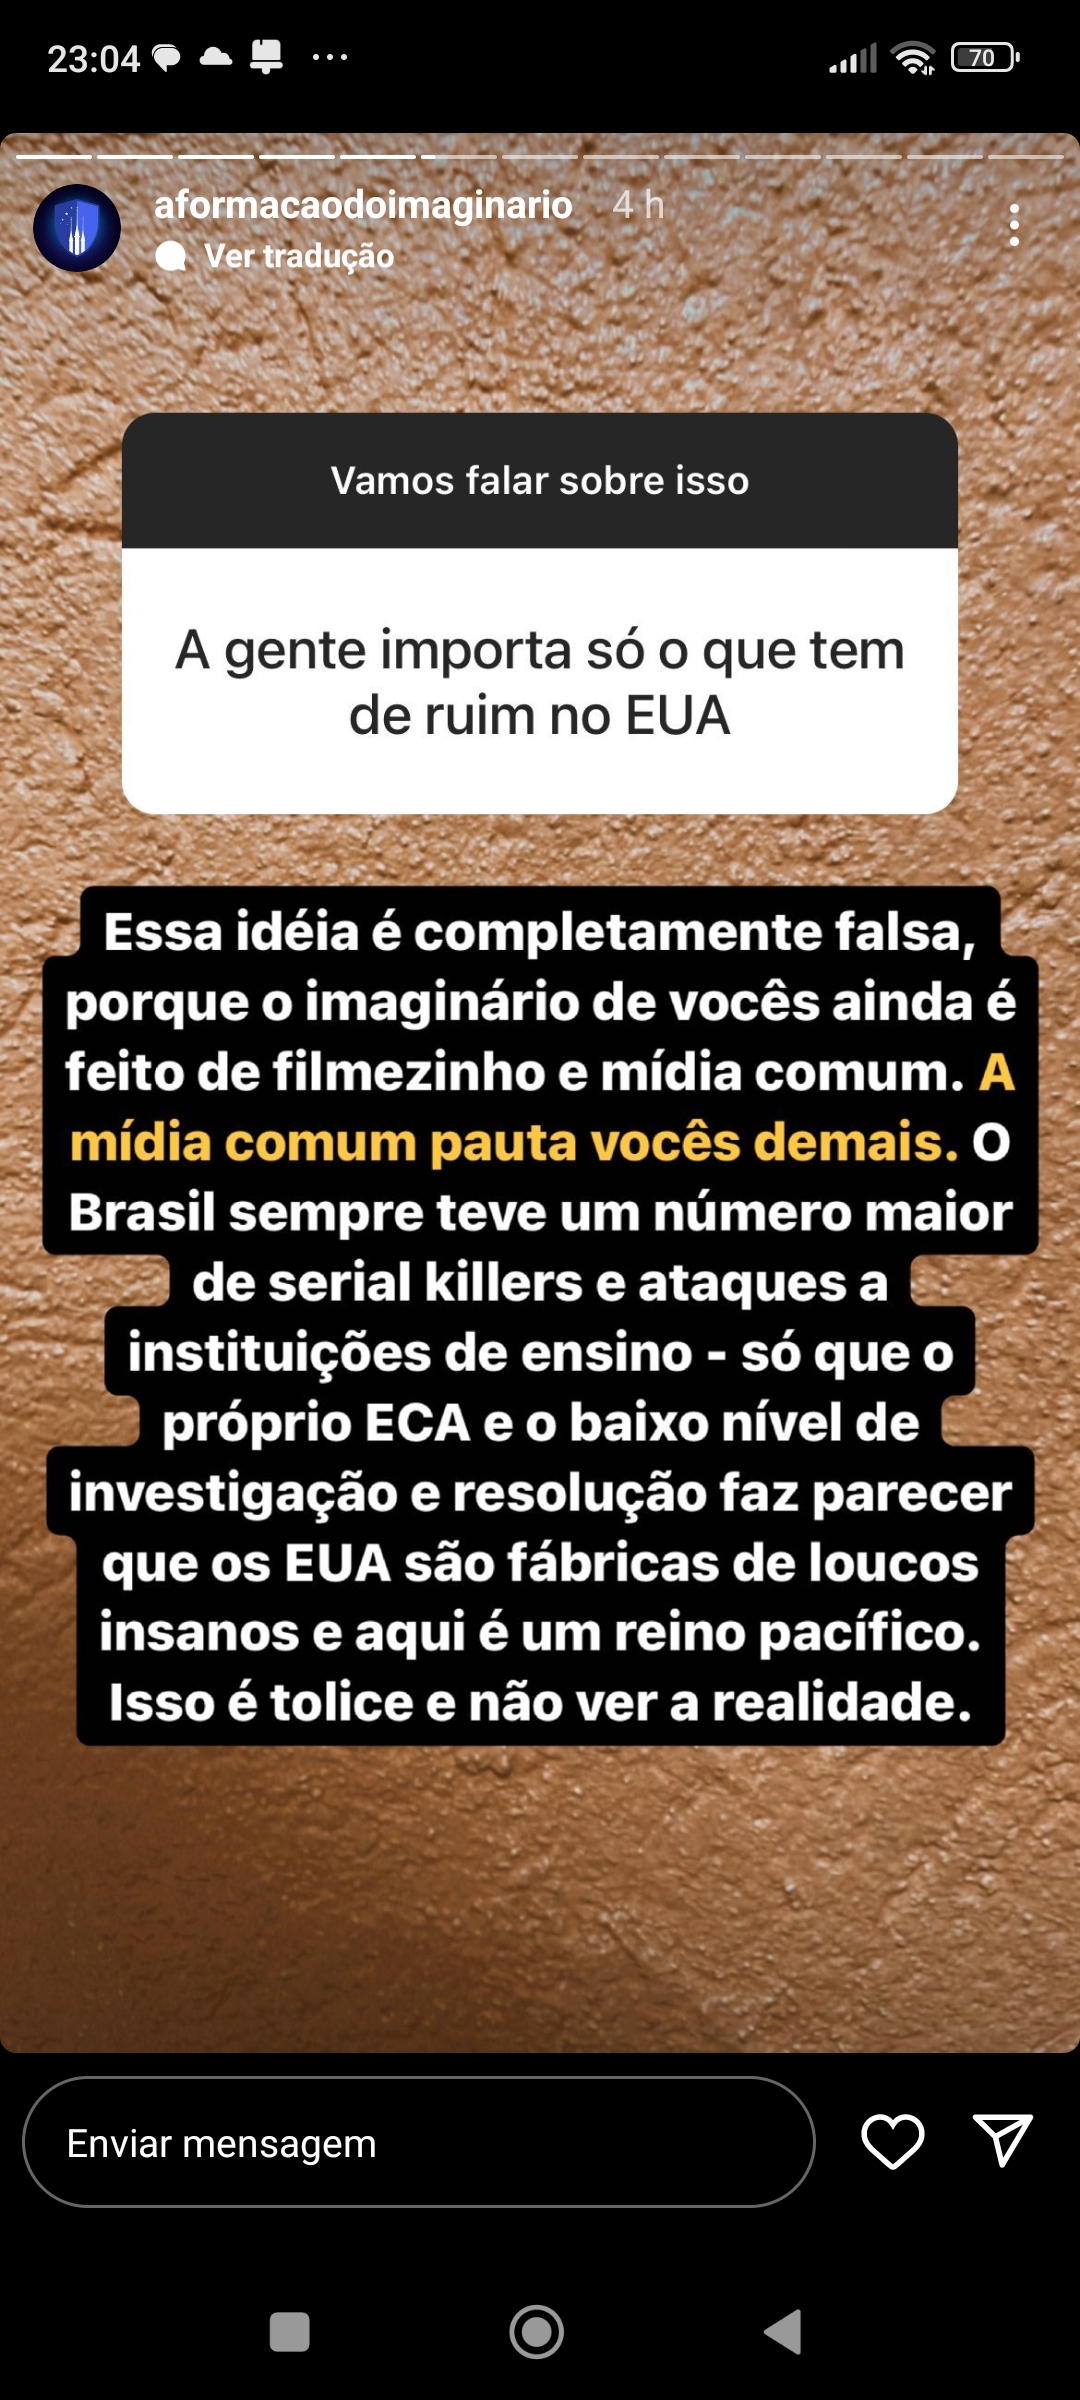 23:04
70
aformacaodoimaginario 4 h
Ver tradução
Vamos falar sobre isso
A gente importa só o que tem
de ruim no EUA
Essa idéia é completamente falsa,
porque o imaginário de vocês ainda é
feito de filmezinho e mídia comum. A
mídia comum pauta vocês demais. O
Brasil sempre teve um número maior
de serial killers e ataques a
instituições de ensino - só que o
próprio ECA e o baixo nível de
investigação e resolução faz parecer
que os EUA são fábricas de loucos
insanos e aqui é um reino pacífico.
Isso é tolice e não ver a realidade.
Enviar mensagem